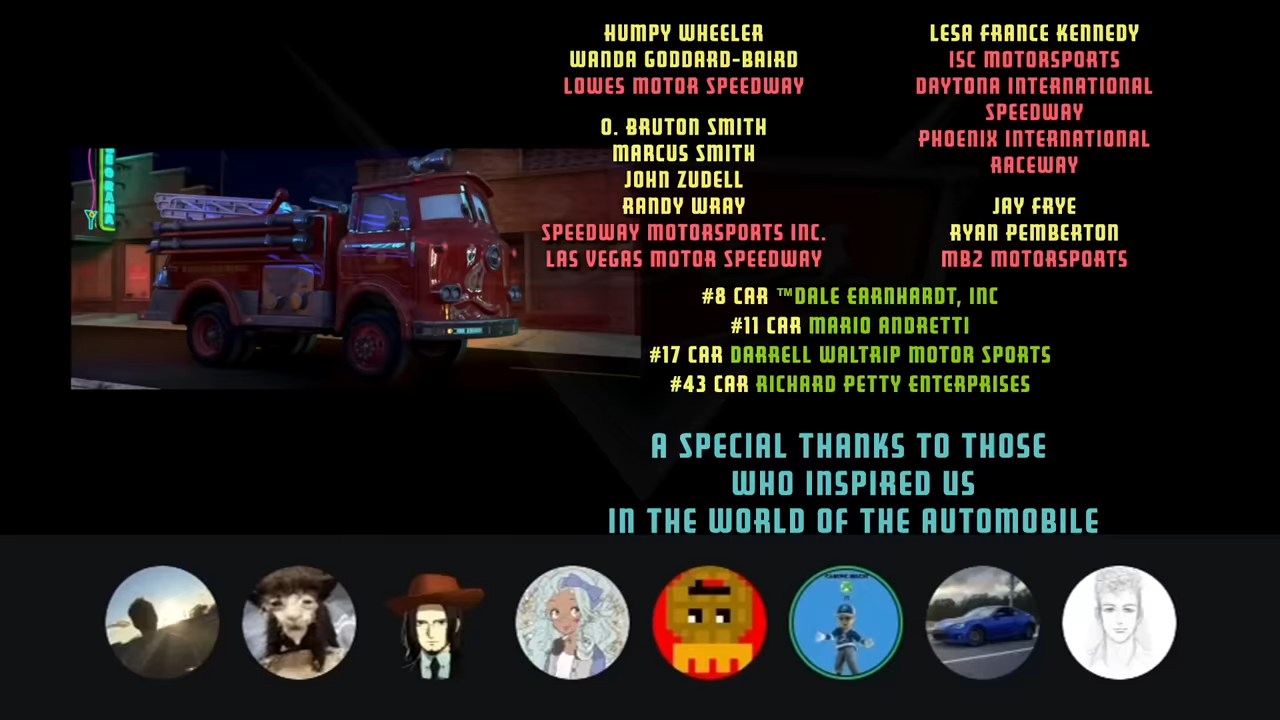 HUMPY WHEELER
WANDA GODDARD-BAIRD
LOWES MOTOR SPEEDWAY
O. BRUTON SMITH
MARCUS SMITH
JOHN ZUDELL
RANDY WRAY
SPEEDWAY MOTORSPORTS INC.
LAS VEGAS MOTOR SPEEDWAY
LESA FRANCE KENNEDY
ISC MOTORSPORTS
DAYTONA INTERNATIONAL
SPEEDWAY
PHOENIX INTERNATIONAL
RACEWAY
JAY FRYE
RYAN PEMBERTON
MB2 MOTORSPORTS
#8 CAR ™DALE EARNHARDT, INC
#11 CAR MARIO ANDRETTI
#17 CAR DARRELL WALTRIP MOTOR SPORTS
#43 CAR RICHARD PETTY ENTERPRISES
A SPECIAL THANKS TO THOSE
WHO INSPIRED US
IN THE WORLD OF THE AUTOMOBILE